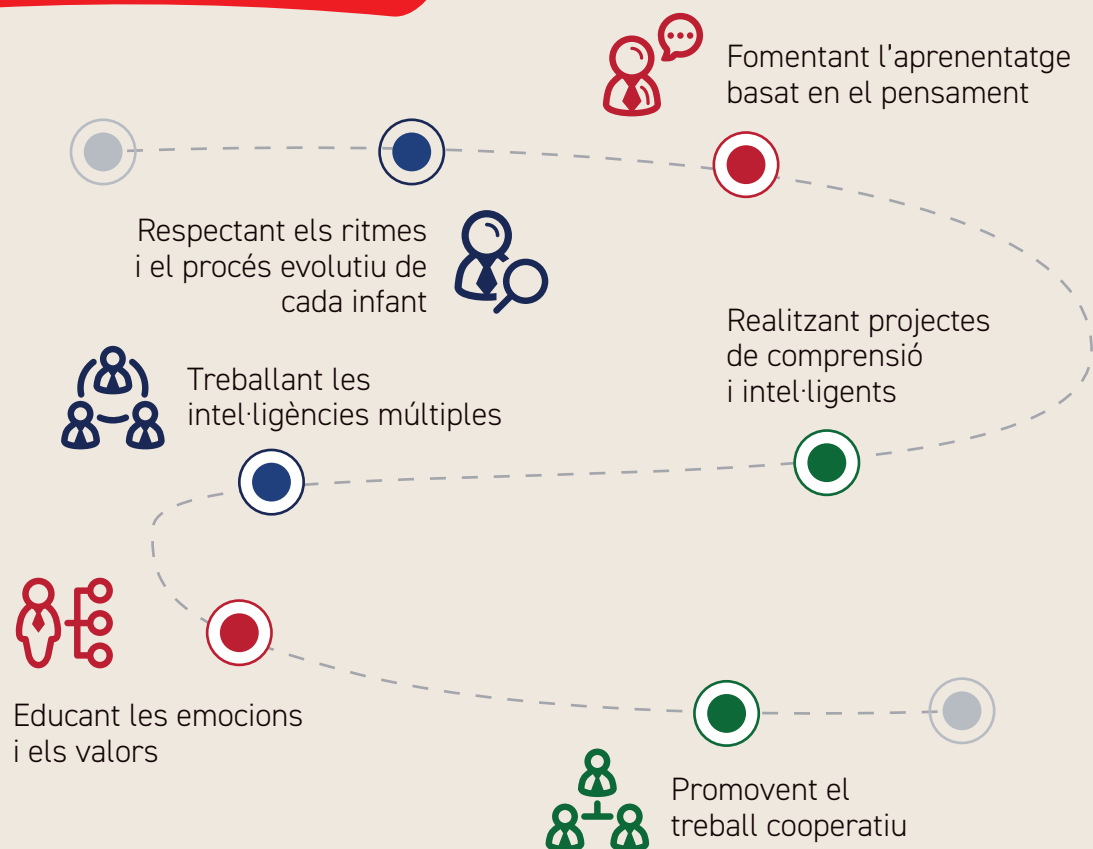 Fomentant l'aprenentatge
basat en el pensament
Respectant els ritmes
i el procés evolutiu de
cada infant
Realitzant projectes
de comprensió
i intel·ligents
Treballant les
intel·ligències múltiples
Educant les emocions
i els valors
Promovent el
treball cooperatiu